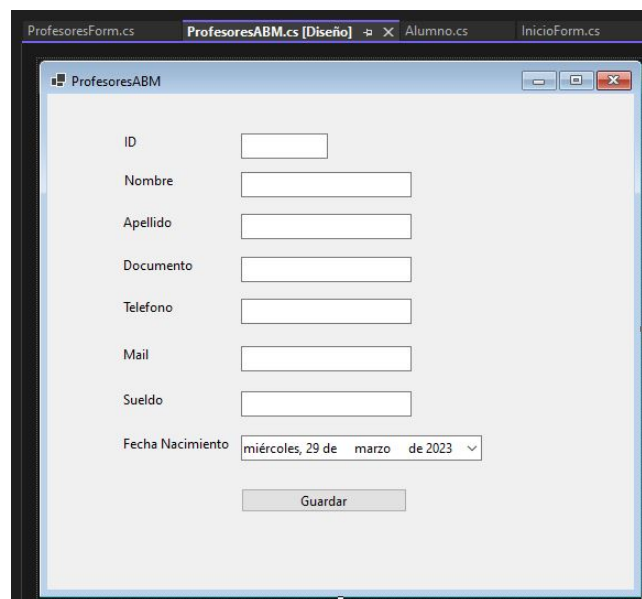 ProfesoresForm.cs ProfesoresABM.cs [Diseño] Alumno.cs InicioForm.cs
ProfesoresABM
ID
Nombre
Apellido
Documento
Telefono
Mail
Sueldo
Fecha Nacimiento miércoles, 29 de marzo de 2023
Guardar